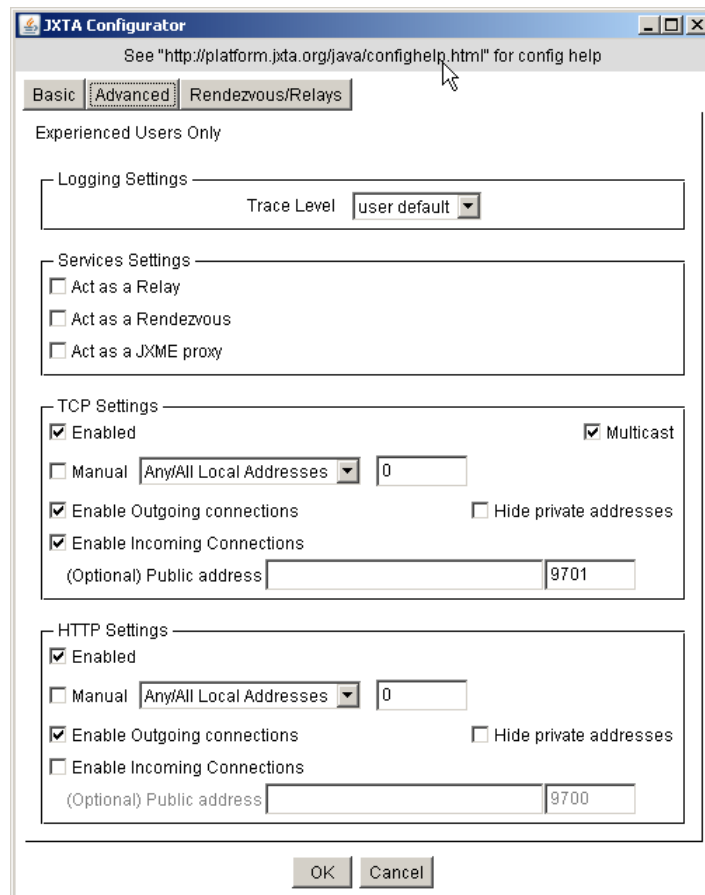 JXTA Configurator
See "http://platform.jxta.org/java/confighelp.html" for config help
Basic Advanced Rendezvous/Relays
Experienced Users Only
Logging Settings
Trace Level user default
Services Settings
Act as a Relay
Act as a Rendezvous
Act as a JXME proxy
TCP Settings
Enabled Multicast
Manual Any/All Local Addresses 0
Enable Outgoing connections Hide private addresses
Enable Incoming Connections
(Optional) Public address 9701
HTTP Settings
Enabled
Manual Any/All Local Addresses 0
Enable Outgoing connections Hide private addresses
Enable Incoming Connections
(Optional) Public address 9700
OK Cancel